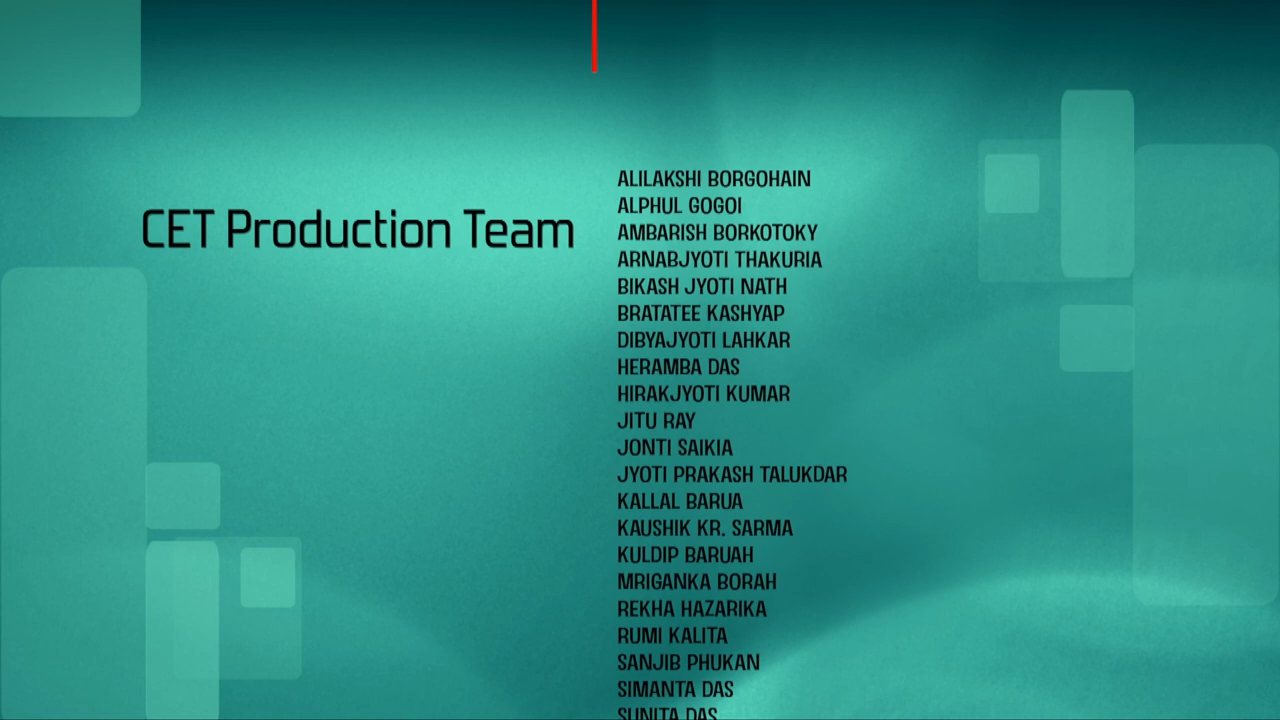 CET Production Team
ALILAKSHI BORGOHAIN
ALPHUL GOGOI
AMBARISH BORKOTOKY
ARNABJYOTI THAKURIA
BIKASH JYOTI NATH
BRATATEE KASHYAP
DIBYAJYOTI LAHKAR
HERAMBA DAS
HIRAKJYOTI KUMAR
JITU RAY
JONTI SAIKIA
JYOTI PRAKASH TALUKDAR
KALLAL BARUA
KAUSHIK KR. SARMA
KULDIP BARUAH
MRIGANKA BORAH
REKHA HAZARIKA
RUMI KALITA
SANJIB PHUKAN
SIMANTA DAS
SUNITA DAS